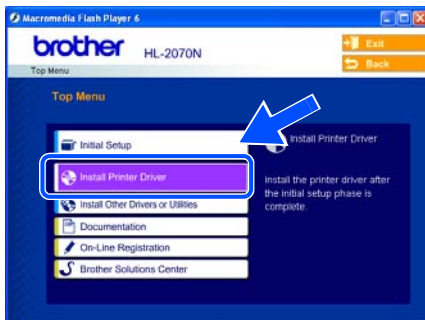 Macromedia Flash Player 6
brother HL-2070N
Exit
Back
Top Menu
Top Menu
Initial Setup
Install Printer Driver
Install Other Drivers or Utilities
Documentation
On-Line Registration
Brother Solutions Center
Install Printer Driver
Install the printer driver after
the initial setup phase is
complete.